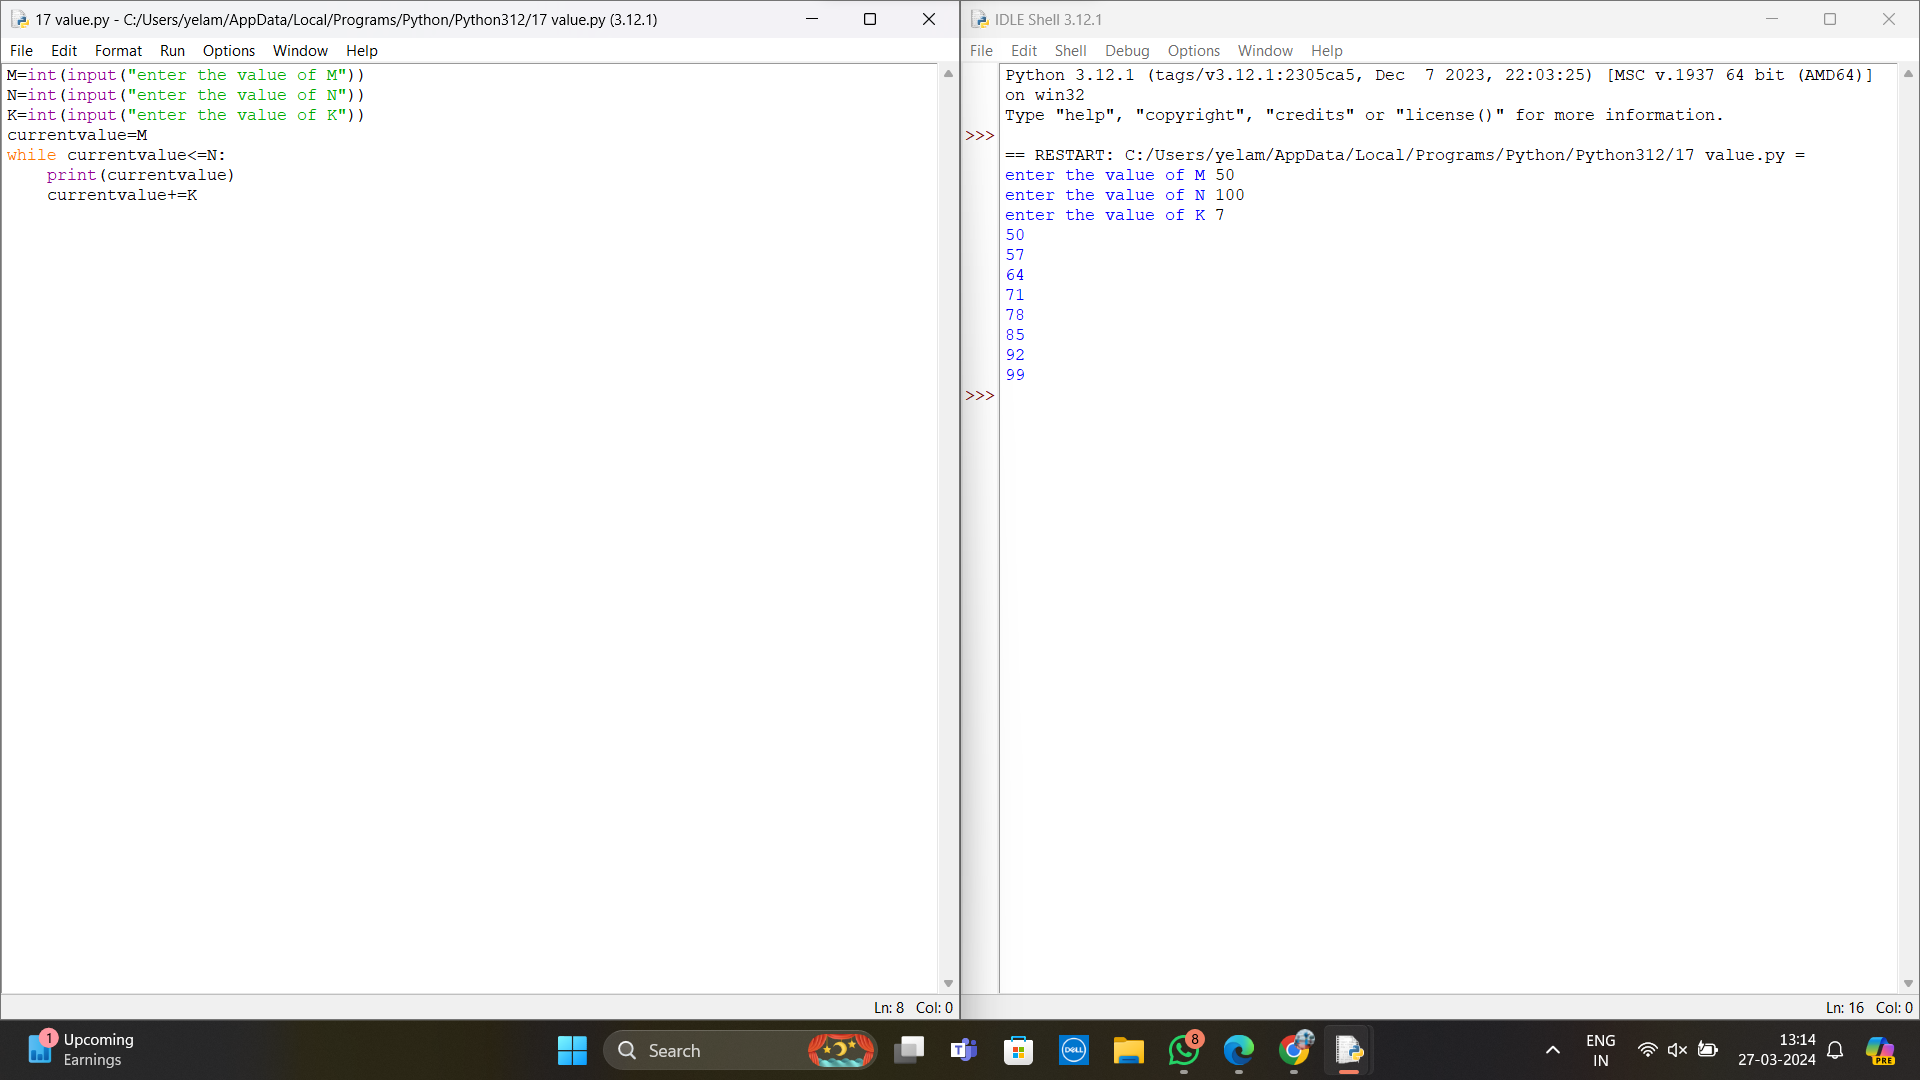 17 value.py - C:/Users/yelam/AppData/Local/Programs/Python/Python312/17 value.py (3.12.1)
File Edit Format Run Options Window Help
M=int(input("enter the value of M"))
N=int(input("enter the value of N"))
K=int(input("enter the value of K"))
currentvalue=M
while currentvalue<=N:
    print(currentvalue)
    currentvalue+=K
Ln: 8 Col: 0
IDLE Shell 3.12.1
File Edit Shell Debug Options Window Help
Python 3.12.1 (tags/v3.12.1:2305ca5, Dec  7 2023, 22:03:25) [MSC v.1937 64 bit (AMD64)]
on win32
Type "help", "copyright", "credits" or "license()" for more information.
>>>
== RESTART: C:/Users/yelam/AppData/Local/Programs/Python/Python312/17 value.py =
enter the value of M 50
enter the value of N 100
enter the value of K 7
50
57
64
71
78
85
92
99
>>>
Ln: 16 Col: 0
1
Upcoming
Earnings
Search
T
DELL
8
ENG
IN
13:14
27-03-2024
PRE